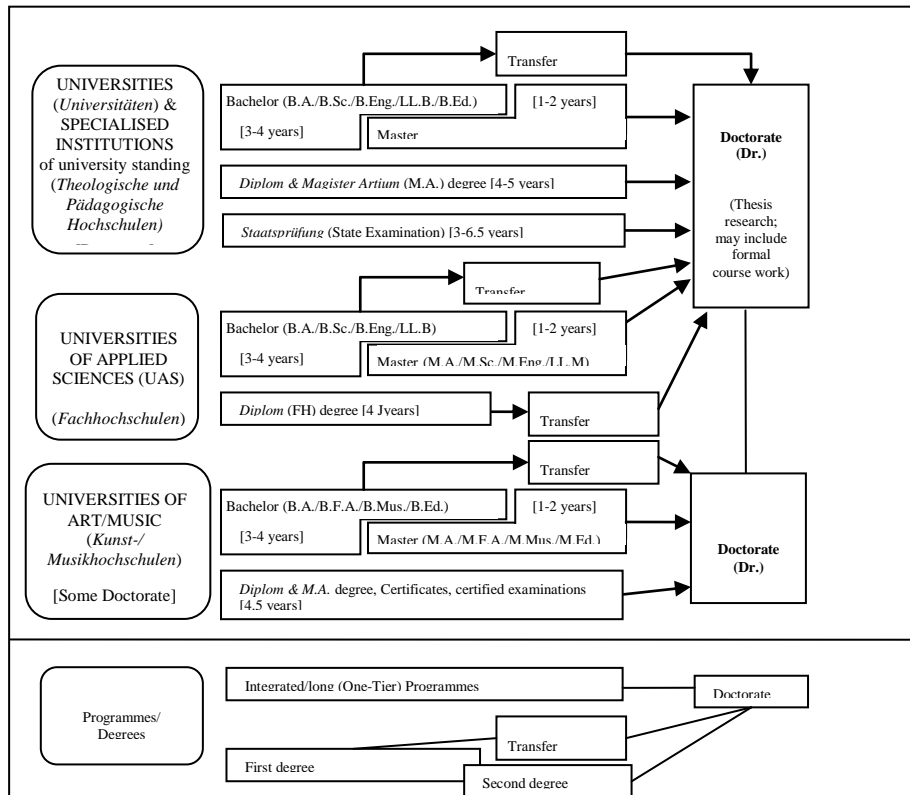 Transfer
UNIVERSITIES
(Universitäten) &
SPECIALISED
INSTITUTIONS
of university standing
(Theologische und
Pädagogische
Hochschulen)
Bachelor (B.A./B.Sc./B.Eng./LL.B./B.Ed.)
[3-4 years]
[1-2 years]
Master
Diplom & Magister Artium (M.A.) degree [4-5 years]
Staatsprüfung (State Examination) [3-6.5 years]
Doctorate
(Dr.)
(Thesis
research;
may include
formal
course work)
Transfer
UNIVERSITIES
OF APPLIED
SCIENCES (UAS)
(Fachhochschulen)
Bachelor (B.A./B.Sc./B.Eng./LL.B)
[3-4 years]
[1-2 years]
Master (M.A./M.Sc./M.Eng./LL.M)
Diplom (FH) degree [4 Jyears]
Transfer
Transfer
UNIVERSITIES OF
ART/MUSIC
(Kunst-/
Musikhochschulen)
[Some Doctorate]
Bachelor (B.A./B.F.A./B.Mus./B.Ed.)
[3-4 years]
[1-2 years]
Master (M.A./M.F.A./M.Mus./M.Ed.)
Diplom & M.A. degree, Certificates, certified examinations
[4.5 years]
Doctorate
(Dr.)
Programmes/
Degrees
Integrated/long (One-Tier) Programmes
Doctorate
Transfer
First degree
Second degree